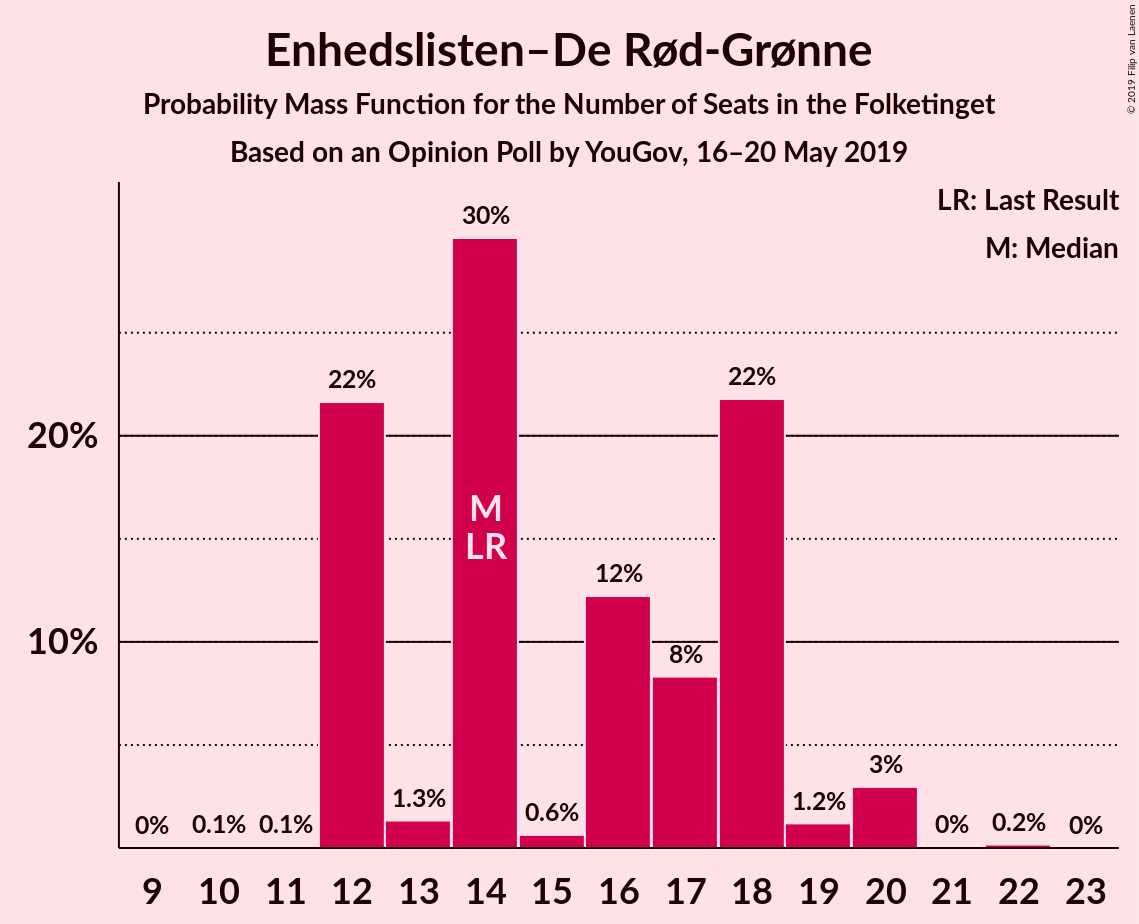 Enhedslisten–De Rød-Grønne
Probability Mass Function for the Number of Seats in the Folketinget
Based on an Opinion Poll by YouGov, 16–20 May 2019
© 2019 Filip van Laenen
LR: Last Result
M: Median
20%
10%
0%
0.1%
0.1%
22%
1.3%
30%
M
LR
0.6%
12%
8%
22%
1.2%
3%
0%
0.2%
0%
9 10 11 12 13 14 15 16 17 18 19 20 21 22 23